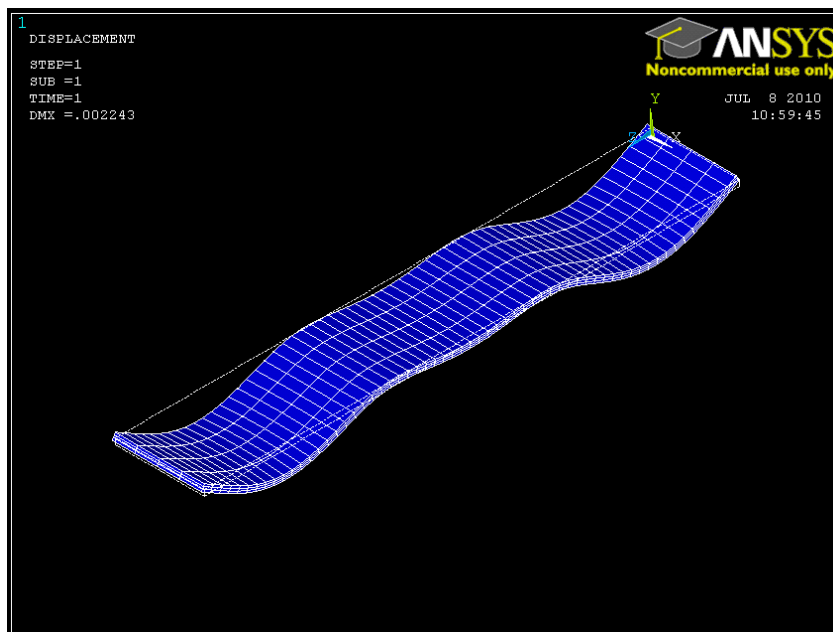 1
DISPLACEMENT
STEP=1
SUB =1
TIME=1
DMX =.002243
ANSYS
Noncommercial use only
JUL  8 2010
10:59:45
Y
Z
X